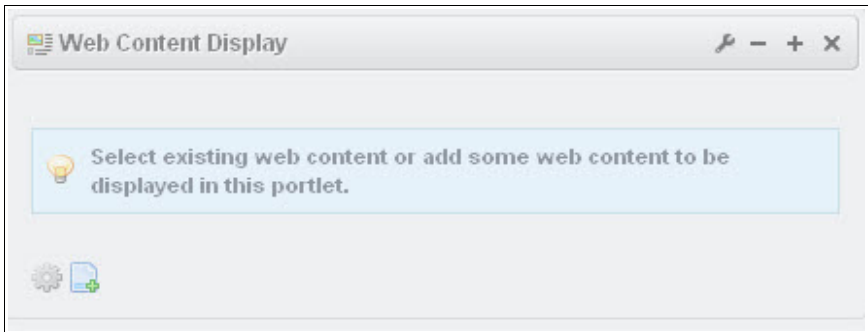 Web Content Display
Select existing web content or add some web content to be
displayed in this portlet.